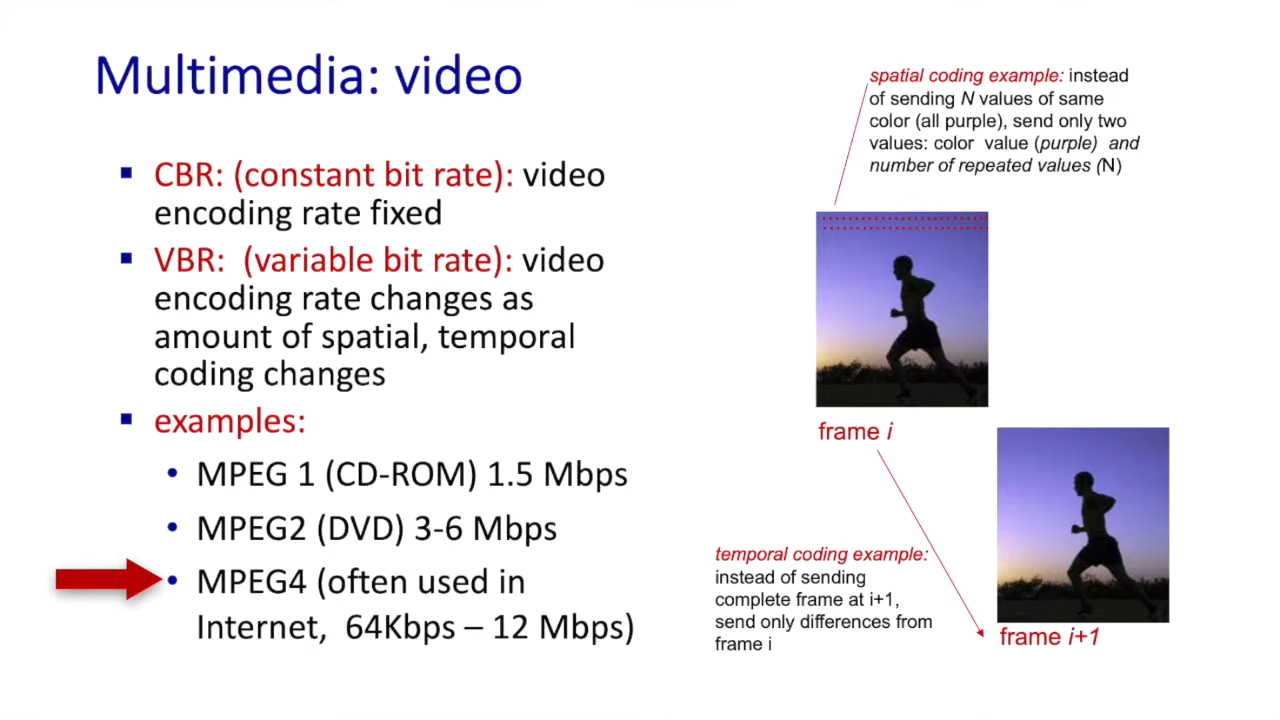 Multimedia: video
CBR: (constant bit rate): video
encoding rate fixed
VBR:  (variable bit rate): video
encoding rate changes as
amount of spatial, temporal
coding changes
examples:
MPEG 1 (CD-ROM) 1.5 Mbps
MPEG2 (DVD) 3-6 Mbps
MPEG4 (often used in
Internet,  64Kbps – 12 Mbps)
spatial coding example: instead
of sending N values of same
color (all purple), send only two
values: color  value (purple)  and
number of repeated values (N)
frame i
temporal coding example:
instead of sending
complete frame at i+1,
send only differences from
frame i
frame i+1